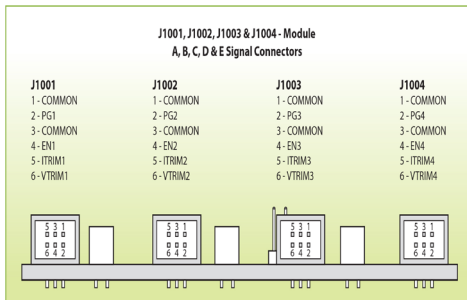 J1001, J1002, J1003 & J1004 - Module
A, B, C, D & E Signal Connectors
J1001
1 - COMMON
2 - PG1
3 - COMMON
4 - EN1
5 - ITRIM1
6 - VTRIM1
J1002
1 - COMMON
2 - PG2
3 - COMMON
4 - EN2
5 - ITRIM2
6 - VTRIM2
J1003
1 - COMMON
2 - PG3
3 - COMMON
4 - EN3
5 - ITRIM3
6 - VTRIM3
J1004
1 - COMMON
2 - PG4
3 - COMMON
4 - EN4
5 - ITRIM4
6 - VTRIM4
5 3 1
6 4 2
5 3 1
6 4 2
5 3 1
6 4 2
5 3 1
6 4 2